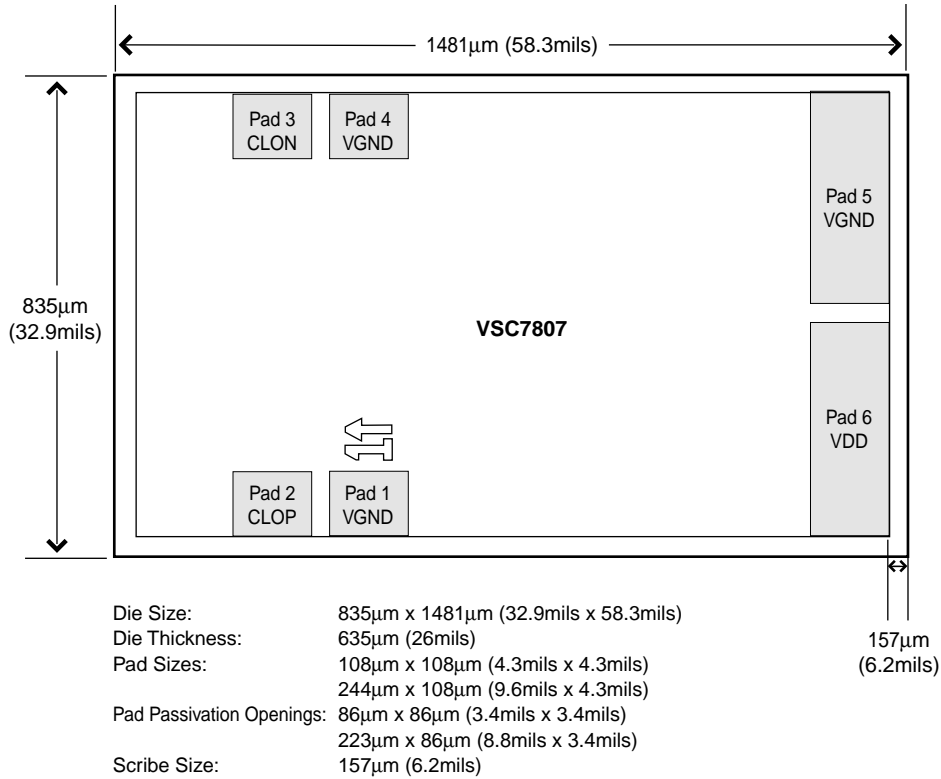 1481μm (58.3mils)
Pad 3
CLON
Pad 4
VGND
Pad 5
VGND
835μm
(32.9mils)
VSC7807
Pad 6
VDD
Pad 2
CLOP
Pad 1
VGND
157μm
(6.2mils)
Die Size: 835μm x 1481μm (32.9mils x 58.3mils)
Die Thickness: 635μm (26mils)
Pad Sizes: 108μm x 108μm (4.3mils x 4.3mils)
244μm x 108μm (9.6mils x 4.3mils)
Pad Passivation Openings: 86μm x 86μm (3.4mils x 3.4mils)
223μm x 86μm (8.8mils x 3.4mils)
Scribe Size: 157μm (6.2mils)